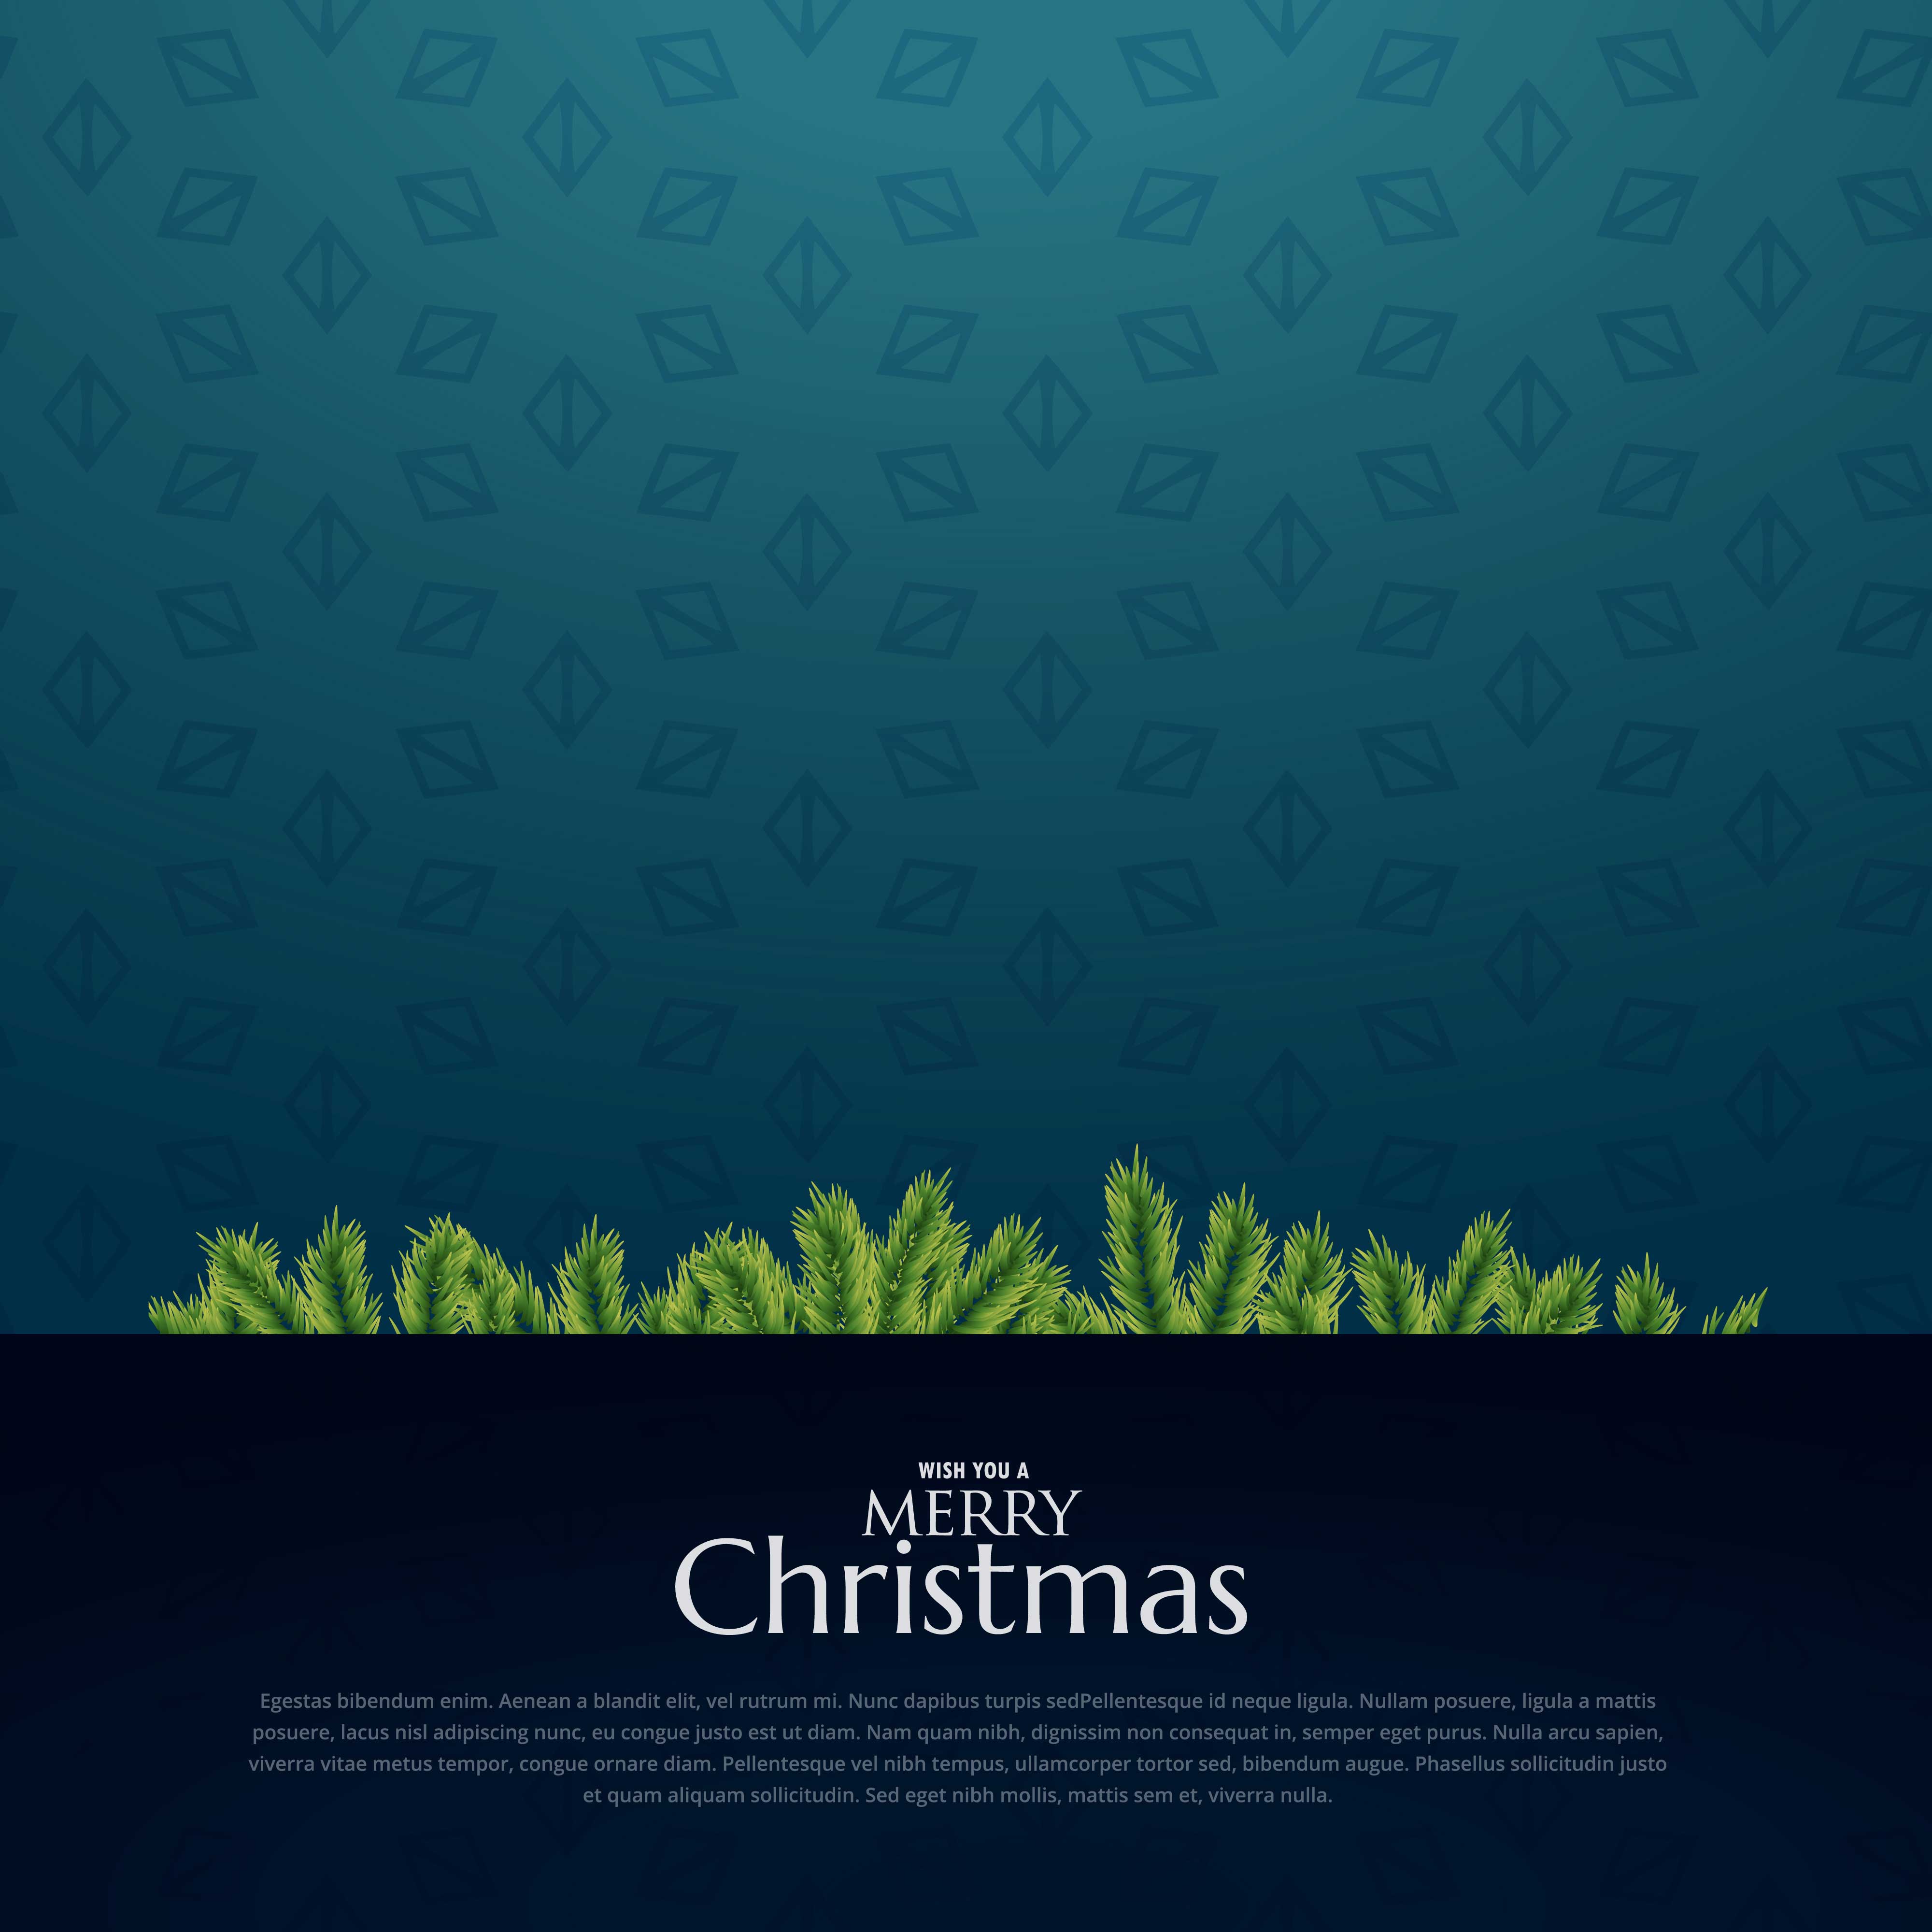 WISH YOU A
MERRY
Christmas
Egestas bibendum enim. Aenean a blandit elit, vel rutrum mi. Nunc dapibus turpis sedPellentesque id neque ligula. Nullam posuere, ligula a mattis
posuere, lacus nisl adipiscing nunc, eu congue justo est ut diam. Nam quam nibh, dignissim non consequat in, semper eget purus. Nulla arcu sapien,
viverra vitae metus tempor, congue ornare diam. Pellentesque vel nibh tempus, ullamcorper tortor sed, bibendum augue. Phasellus sollicitudin justo
et quam aliquam sollicitudin. Sed eget nibh mollis, mattis sem et, viverra nulla.